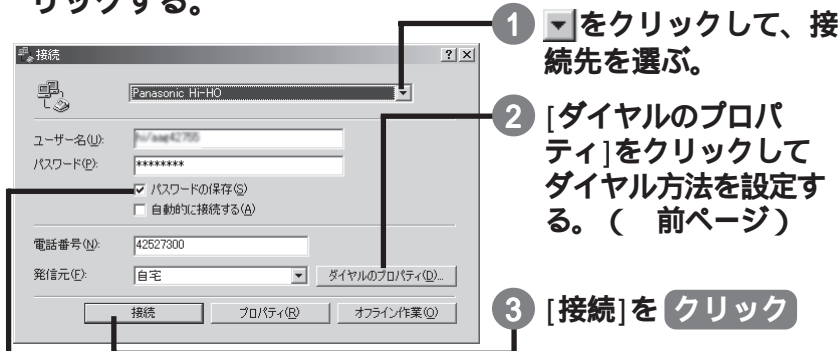 リックする。
接続
Panasonic Hi-HO
ユーザー名(U):
パスワード(P): ********
パスワードの保存(S)
自動的に接続する(A)
電話番号(N): 42527300
発信元(F): 自宅 ダイヤルのプロパティ(D)...
接続 プロパティ(R) オフライン作業(O)
1 をクリックして、接
続先を選ぶ。
2 [ダイヤルのプロパ
ティ]をクリックして
ダイヤル方法を設定す
る。( 前ページ)
3 [接続]を クリック